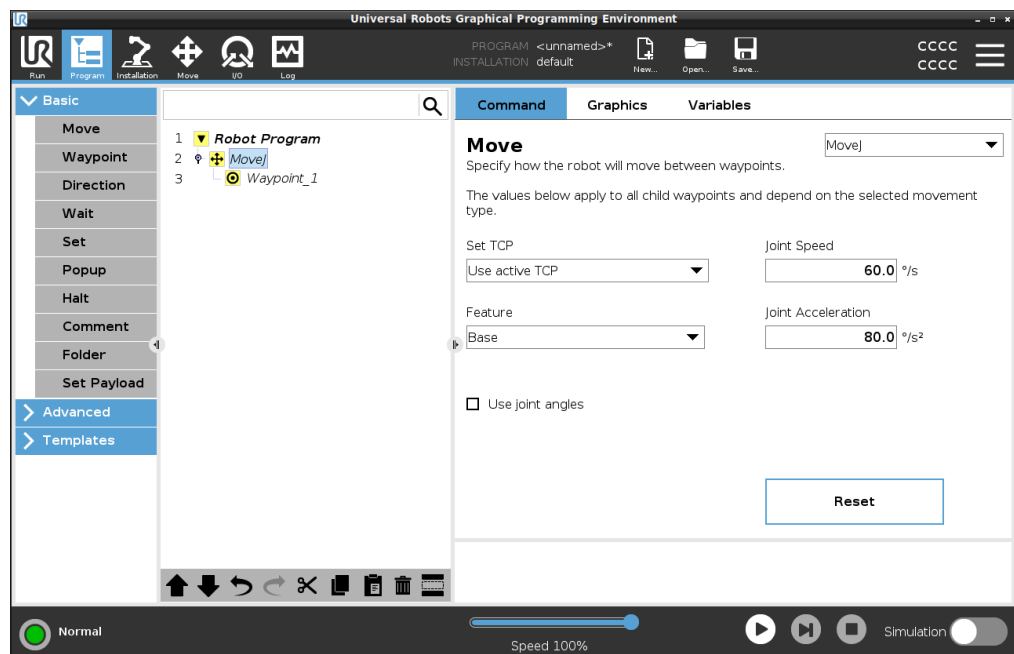 UR
Universal Robots Graphical Programming Environment
UR
Run
Program
Installation
Move
I/O
Log
PROGRAM <unnamed>*
INSTALLATION default
New...
Open...
Save...
CCCC
CCCC
Basic
Move
Waypoint
Direction
Wait
Set
Popup
Halt
Comment
Folder
Set Payload
Advanced
Templates
1 Robot Program
2 MoveJ
3 Waypoint_1
Command Graphics Variables
Move
MoveJ
Specify how the robot will move between waypoints.
The values below apply to all child waypoints and depend on the selected movement
type.
Set TCP
Use active TCP
Joint Speed
60.0 °/s
Feature
Base
Joint Acceleration
80.0 °/s²
Use joint angles
Reset
Normal
Speed 100%
Simulation